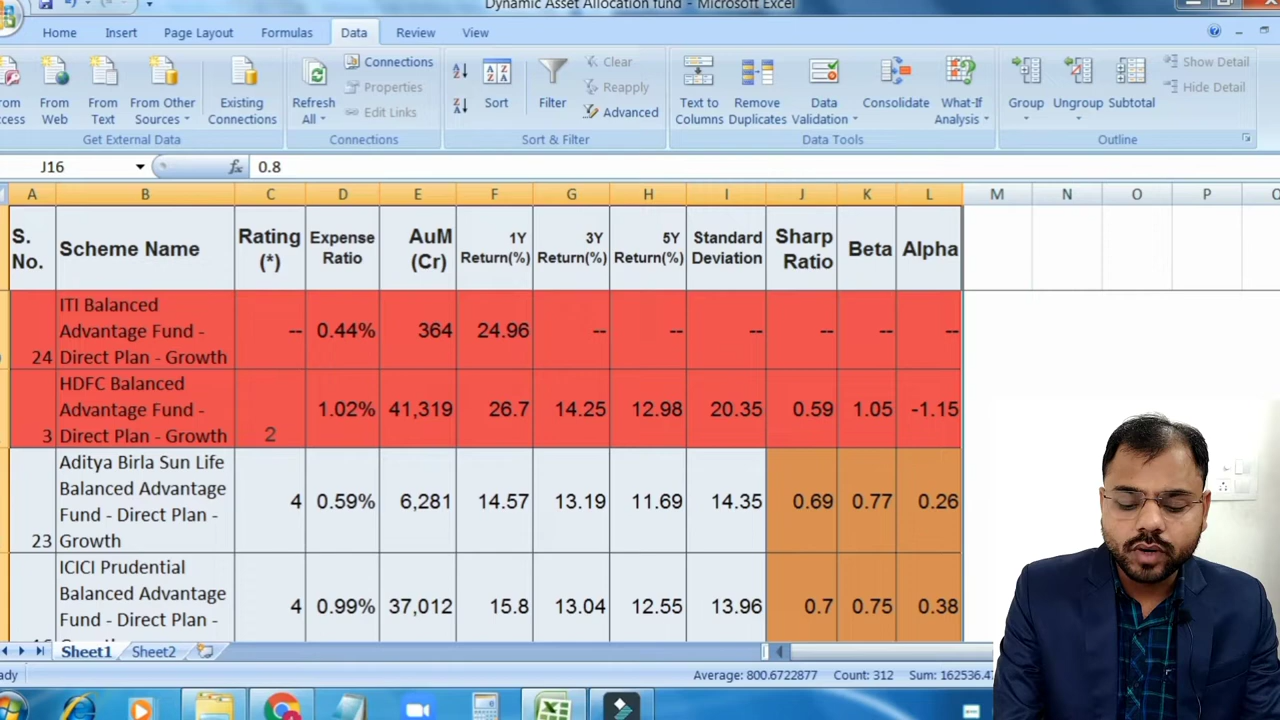 Dynamic Asset Allocation fund - Microsoft Excel
Home Insert Page Layout Formulas Data Review View
Connections
Properties
Edit Links
Clear
Reapply
Advanced
Show Detail
Hide Detail
From Web
From Text
From Other Sources
Existing Connections
Refresh All
Sort
Filter
Text to Columns
Remove Duplicates
Data Validation
Consolidate
What-If Analysis
Group
Ungroup
Subtotal
Get External Data Connections Sort & Filter Data Tools Outline
J16 fx 0.8
A B C D E F G H I J K L M N O P
S. No. Scheme Name Rating (*) Expense Ratio AuM (Cr) 1Y Return(%) 3Y Return(%) 5Y Return(%) Standard Deviation Sharp Ratio Beta Alpha
ITI Balanced
Advantage Fund -
Direct Plan - Growth
24 -- 0.44% 364 24.96 -- -- -- -- -- --
HDFC Balanced
Advantage Fund -
Direct Plan - Growth
3 2 1.02% 41,319 26.7 14.25 12.98 20.35 0.59 1.05 -1.15
Aditya Birla Sun Life
Balanced Advantage
Fund - Direct Plan -
Growth
23 4 0.59% 6,281 14.57 13.19 11.69 14.35 0.69 0.77 0.26
ICICI Prudential
Balanced Advantage
Fund - Direct Plan -
4 0.99% 37,012 15.8 13.04 12.55 13.96 0.7 0.75 0.38
Sheet1 Sheet2
Average: 800.6722877 Count: 312